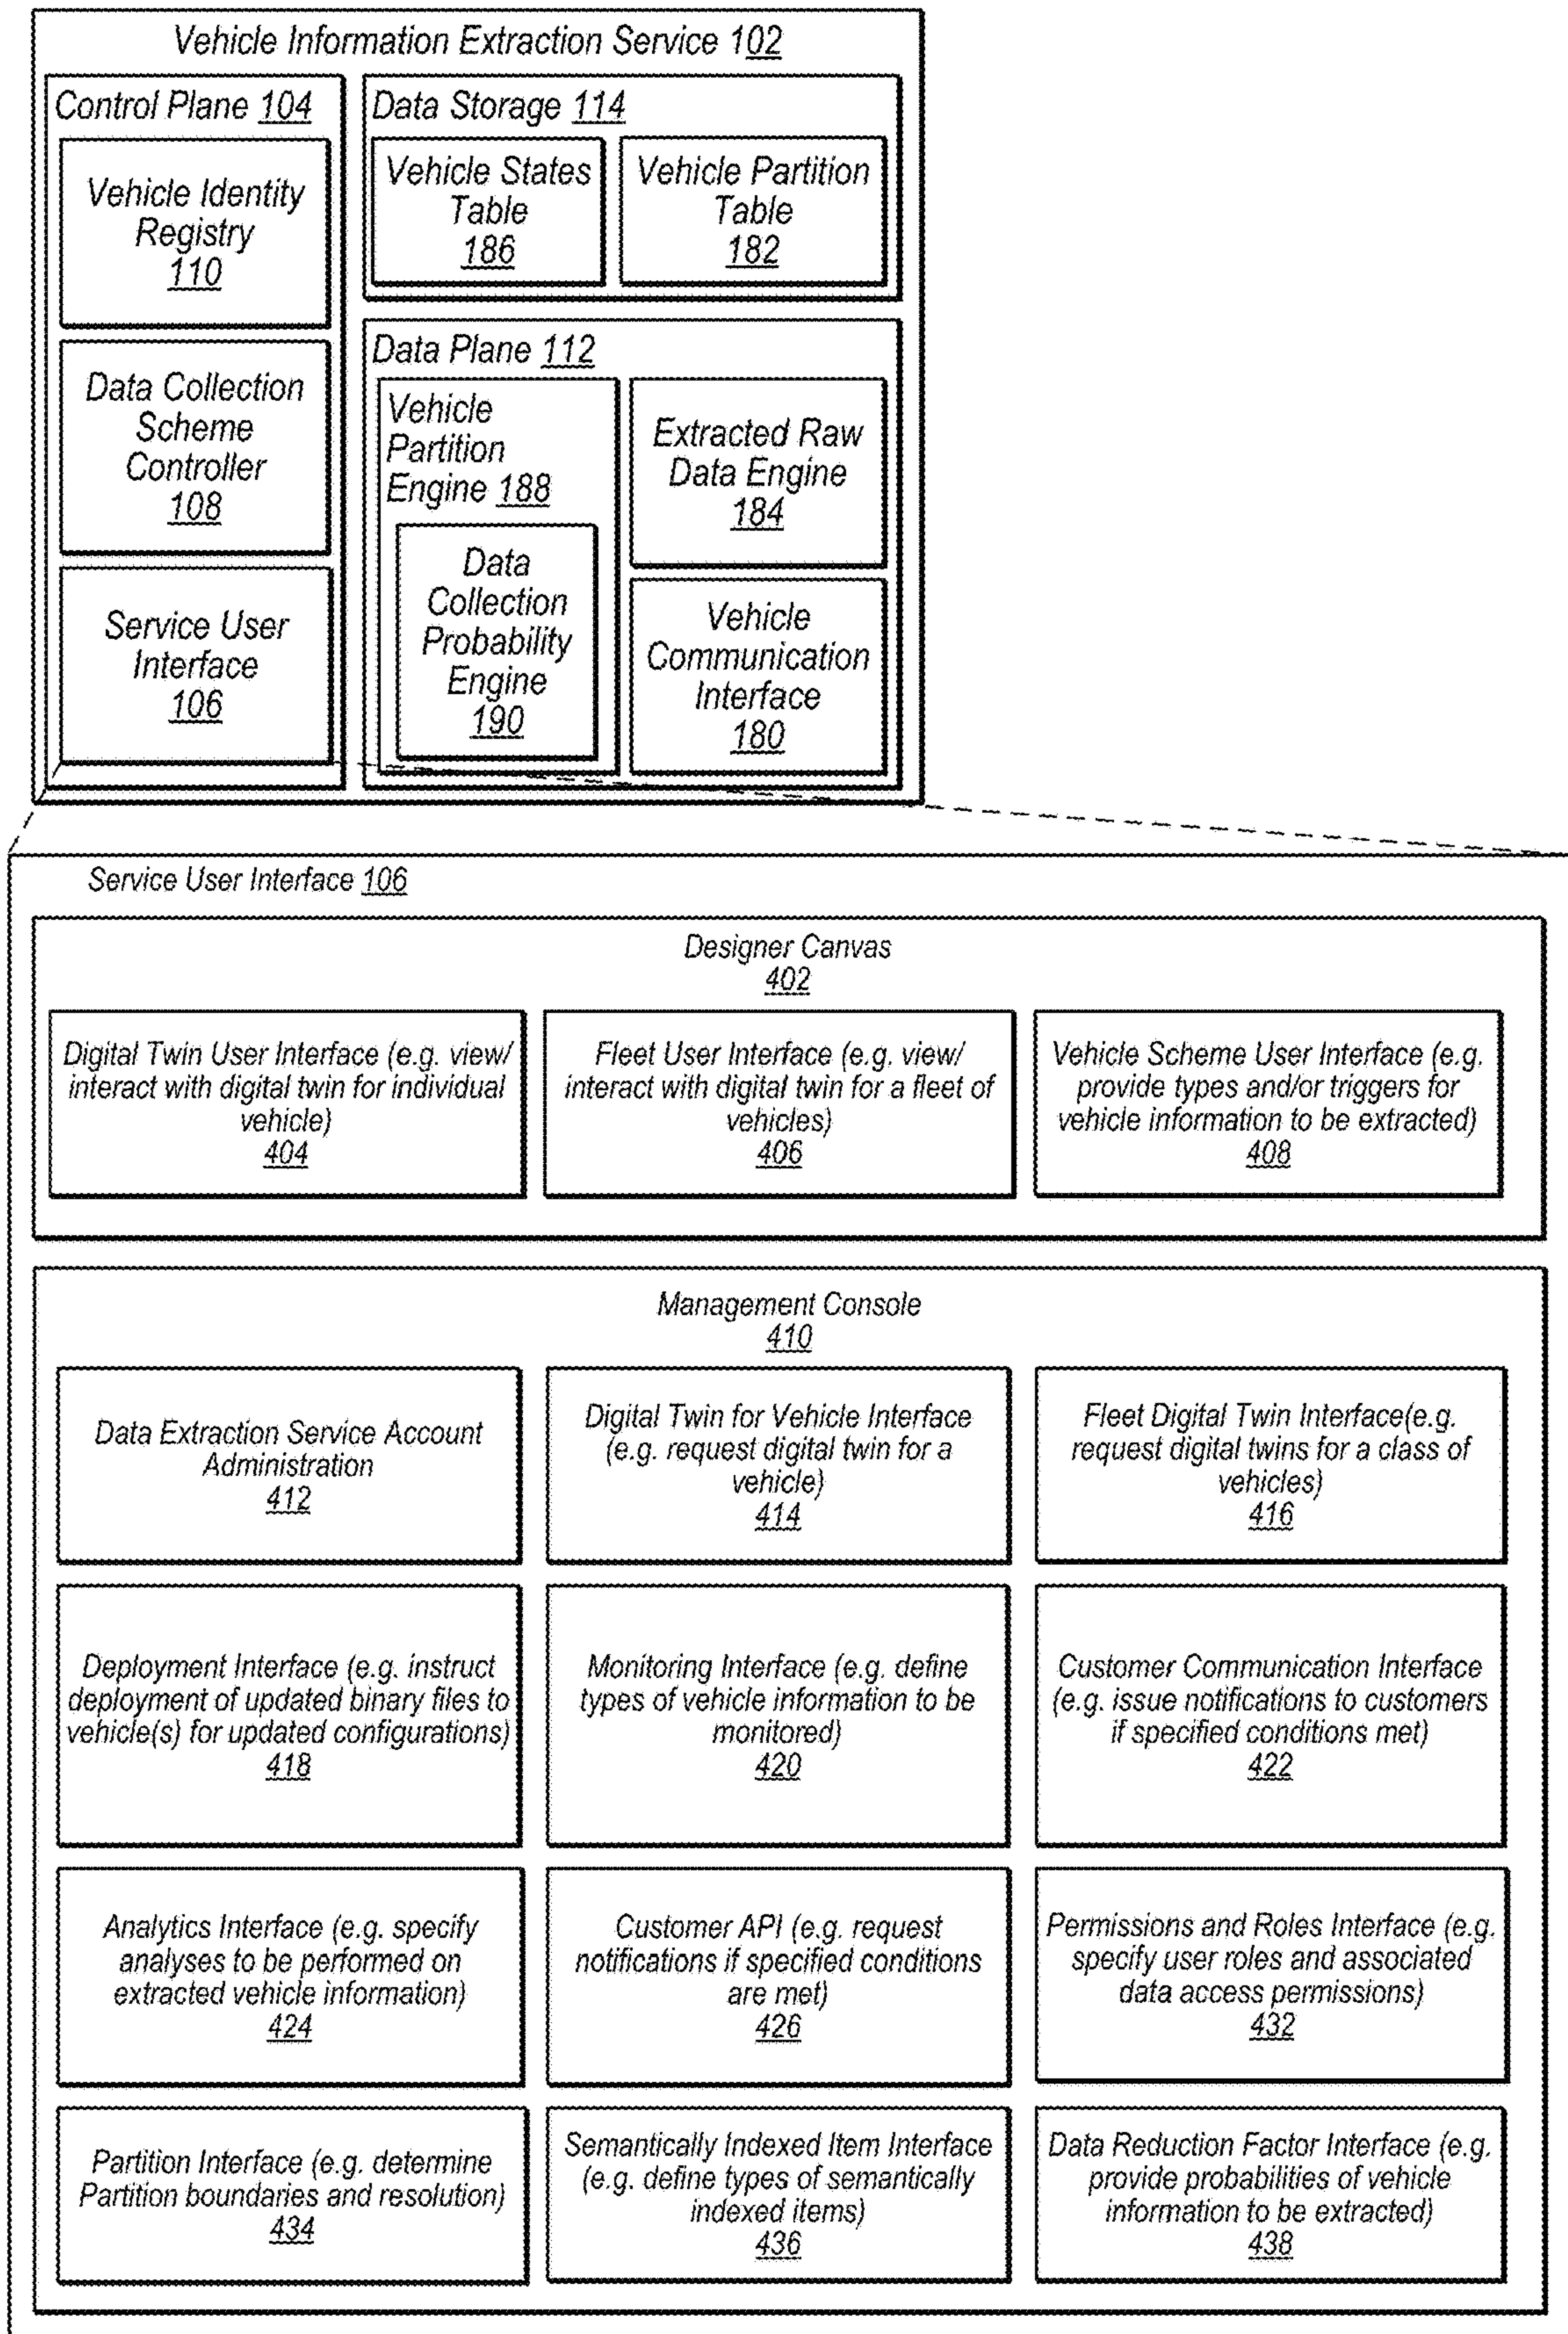 Vehicle Information Extraction Service 102
Control Plane 104
Vehicle Identity
Registry
110
Data Collection
Scheme
Controller
108
Service User
Interface
106
Data Storage 114
Vehicle States
Table
186
Vehicle Partition
Table
182
Data Plane 112
Vehicle
Partition
Engine 188
Data
Collection
Probability
Engine
190
Extracted Raw
Data Engine
184
Vehicle
Communication
Interface
180
Service User Interface 106
Designer Canvas
402
Digital Twin User Interface (e.g. view/
interact with digital twin for individual
vehicle)
404
Fleet User Interface (e.g. view/
interact with digital twin for a fleet of
vehicles)
406
Vehicle Scheme User Interface (e.g.
provide types and/or triggers for
vehicle information to be extracted)
408
Management Console
410
Data Extraction Service Account
Administration
412
Digital Twin for Vehicle Interface
(e.g. request digital twin for a
vehicle)
414
Fleet Digital Twin Interface(e.g.
request digital twins for a class of
vehicles)
416
Deployment Interface (e.g. instruct
deployment of updated binary files to
vehicle(s) for updated configurations)
418
Monitoring Interface (e.g. define
types of vehicle information to be
monitored)
420
Customer Communication Interface
(e.g. issue notifications to customers
if specified conditions met)
422
Analytics Interface (e.g. specify
analyses to be performed on
extracted vehicle information)
424
Customer API (e.g. request
notifications if specified conditions
are met)
426
Permissions and Roles Interface (e.g.
specify user roles and associated
data access permissions)
432
Partition Interface (e.g. determine
Partition boundaries and resolution)
434
Semantically Indexed Item Interface
(e.g. define types of semantically
indexed items)
436
Data Reduction Factor Interface (e.g.
provide probabilities of vehicle
information to be extracted)
438